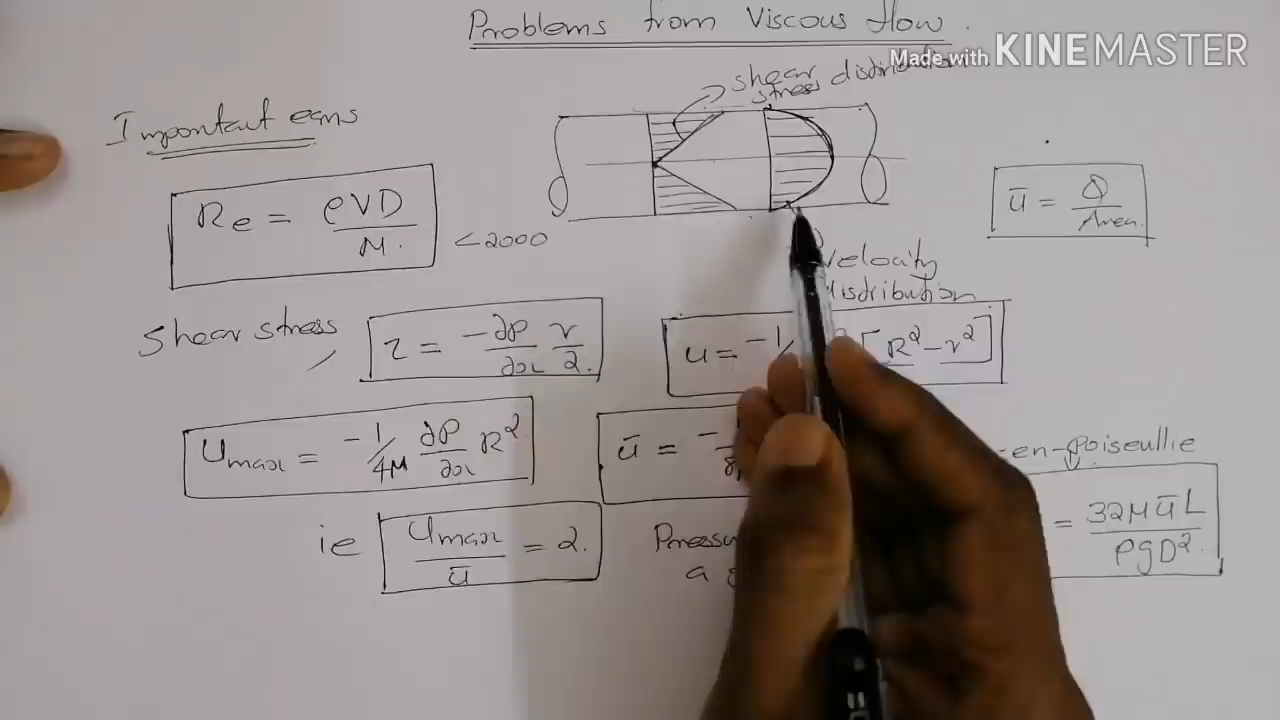 Problems from Viscous flow.
Made with KINEMASTER
shear
stress distribution
Important eqns
Re = ρVD / μ. <2000
ū = Q / Area
velocity
distribution
Shear stress τ = -∂P/∂x r/2.
u = -1/ [R² - r²]
Umax = -1/4μ ∂P/∂x R²
ū = -
ie Umax / ū = 2.
-en-poiseullie
= 32μūL / ρgD²
a